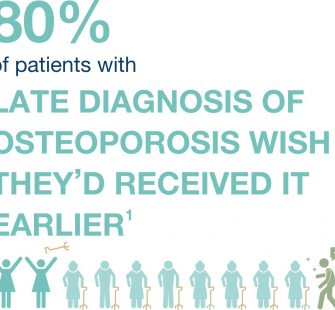 80%
of patients with
LATE DIAGNOSIS OF
OSTEOPOROSIS WISH
THEY'D RECEIVED IT
EARLIER¹